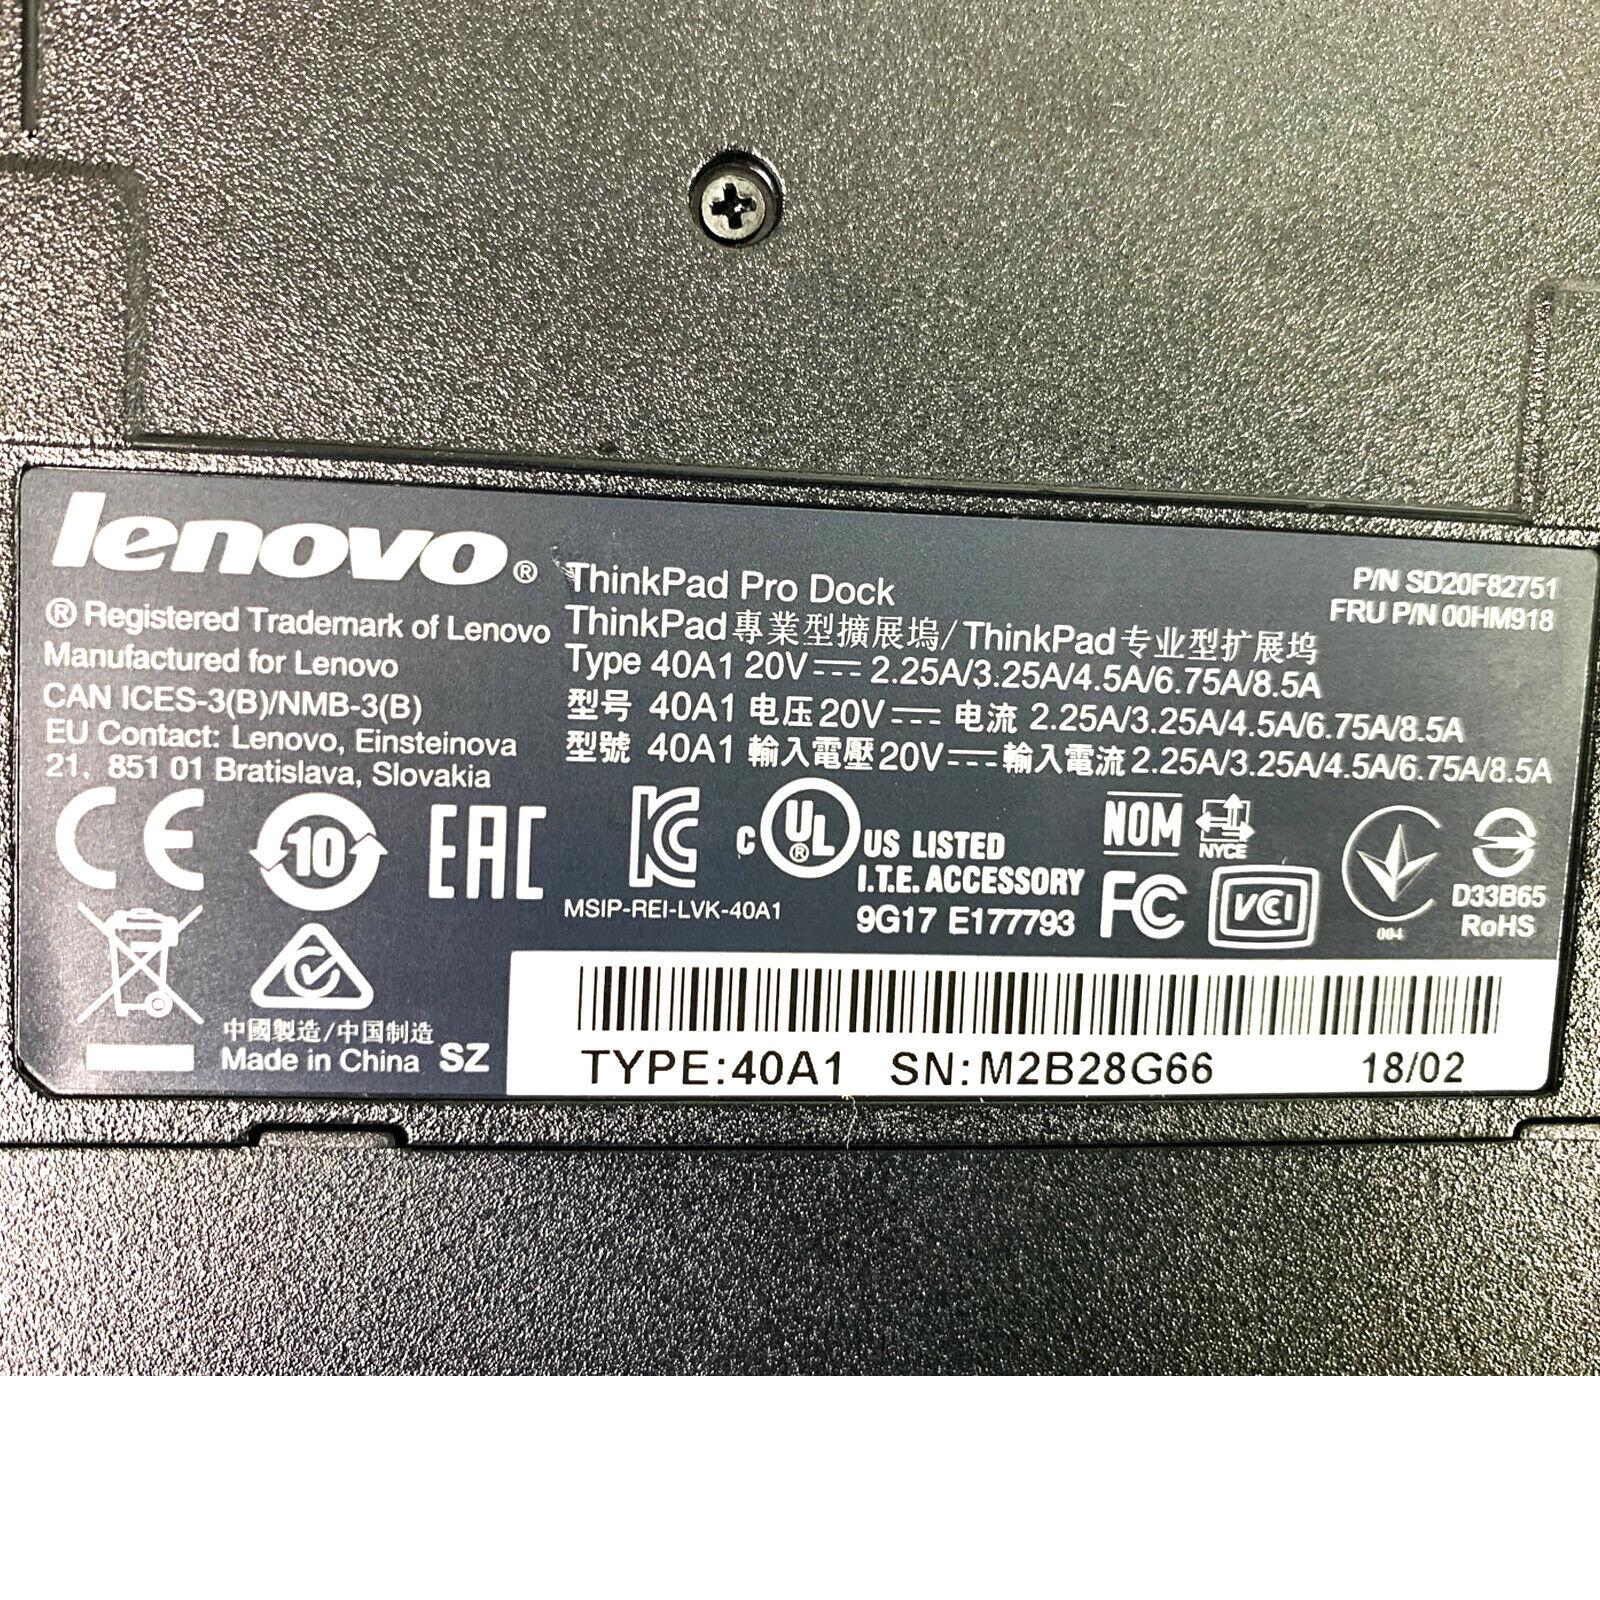 lenovo®
® Registered Trademark of Lenovo
Manufactured for Lenovo
CAN ICES-3(B)/NMB-3(B)
EU Contact: Lenovo, Einsteinova
21, 851 01 Bratislava, Slovakia
ThinkPad Pro Dock
ThinkPad專業型擴展塢/ThinkPad专业型扩展坞
Type 40A1 20V⎓2.25A/3.25A/4.5A/6.75A/8.5A
型号 40A1 电压20V⎓电流 2.25A/3.25A/4.5A/6.75A/8.5A
型號 40A1 輸入電壓20V⎓輸入電流2.25A/3.25A/4.5A/6.75A/8.5A
P/N SD20F82751
FRU P/N 00HM918
CE
10
EAC
KC
MSIP-REI-LVK-40A1
c UL® US LISTED
I.T.E. ACCESSORY
9G17 E177793
NOM
NYCE
FC
VCI
004
D33B65
RoHS
中國製造/中国制造
Made in China SZ
TYPE:40A1 SN:M2B28G66 18/02